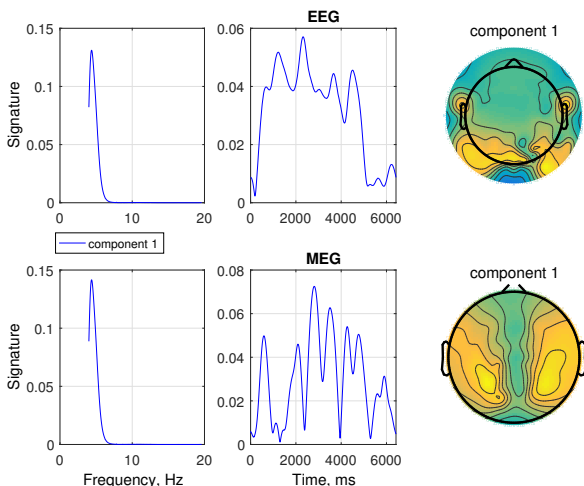 EEG
component 1
Signature
0.15
0.1
0.05
0
0 10 20
0.06
0.04
0.02
0
0 2000 4000 6000
component 1
MEG
component 1
Signature
0.15
0.1
0.05
0
0 10 20
Frequency, Hz
0.08
0.06
0.04
0.02
0
0 2000 4000 6000
Time, ms